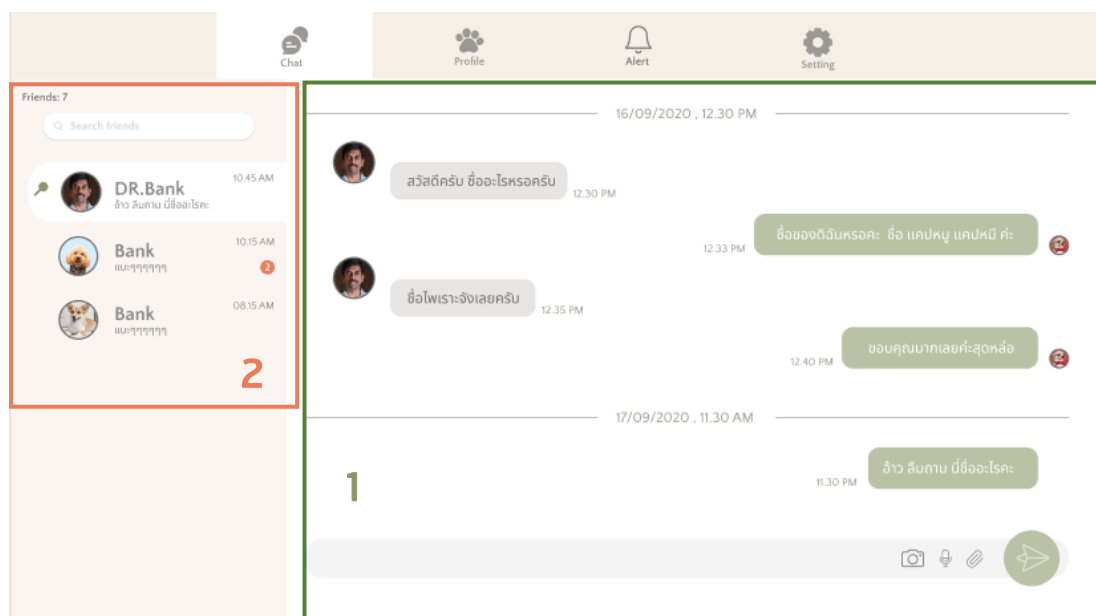 Chat
Profile
Alert
Setting
Friends: 7
Search friends
DR.Bank
10.45 AM
อ้าว ลืมถาม นี่ชื่ออะไรคะ
Bank
10.15 AM
แบะๆๆๆๆๆๆ
2
Bank
08.15 AM
แบะๆๆๆๆๆๆ
2
16/09/2020 , 12.30 PM
สวัสดีครับ ชื่ออะไรหรอครับ
12.30 PM
ชื่อของดิฉันหรอคะ ชื่อ แคปหมู แคปหมี ค่ะ
12.33 PM
ชื่อไพเราะจังเลยครับ
12.35 PM
ขอบคุณมากเลยค่ะสุดหล่อ
12.40 PM
17/09/2020 , 11.30 AM
อ้าว ลืมถาม นี่ชื่ออะไรคะ
11.30 PM
1